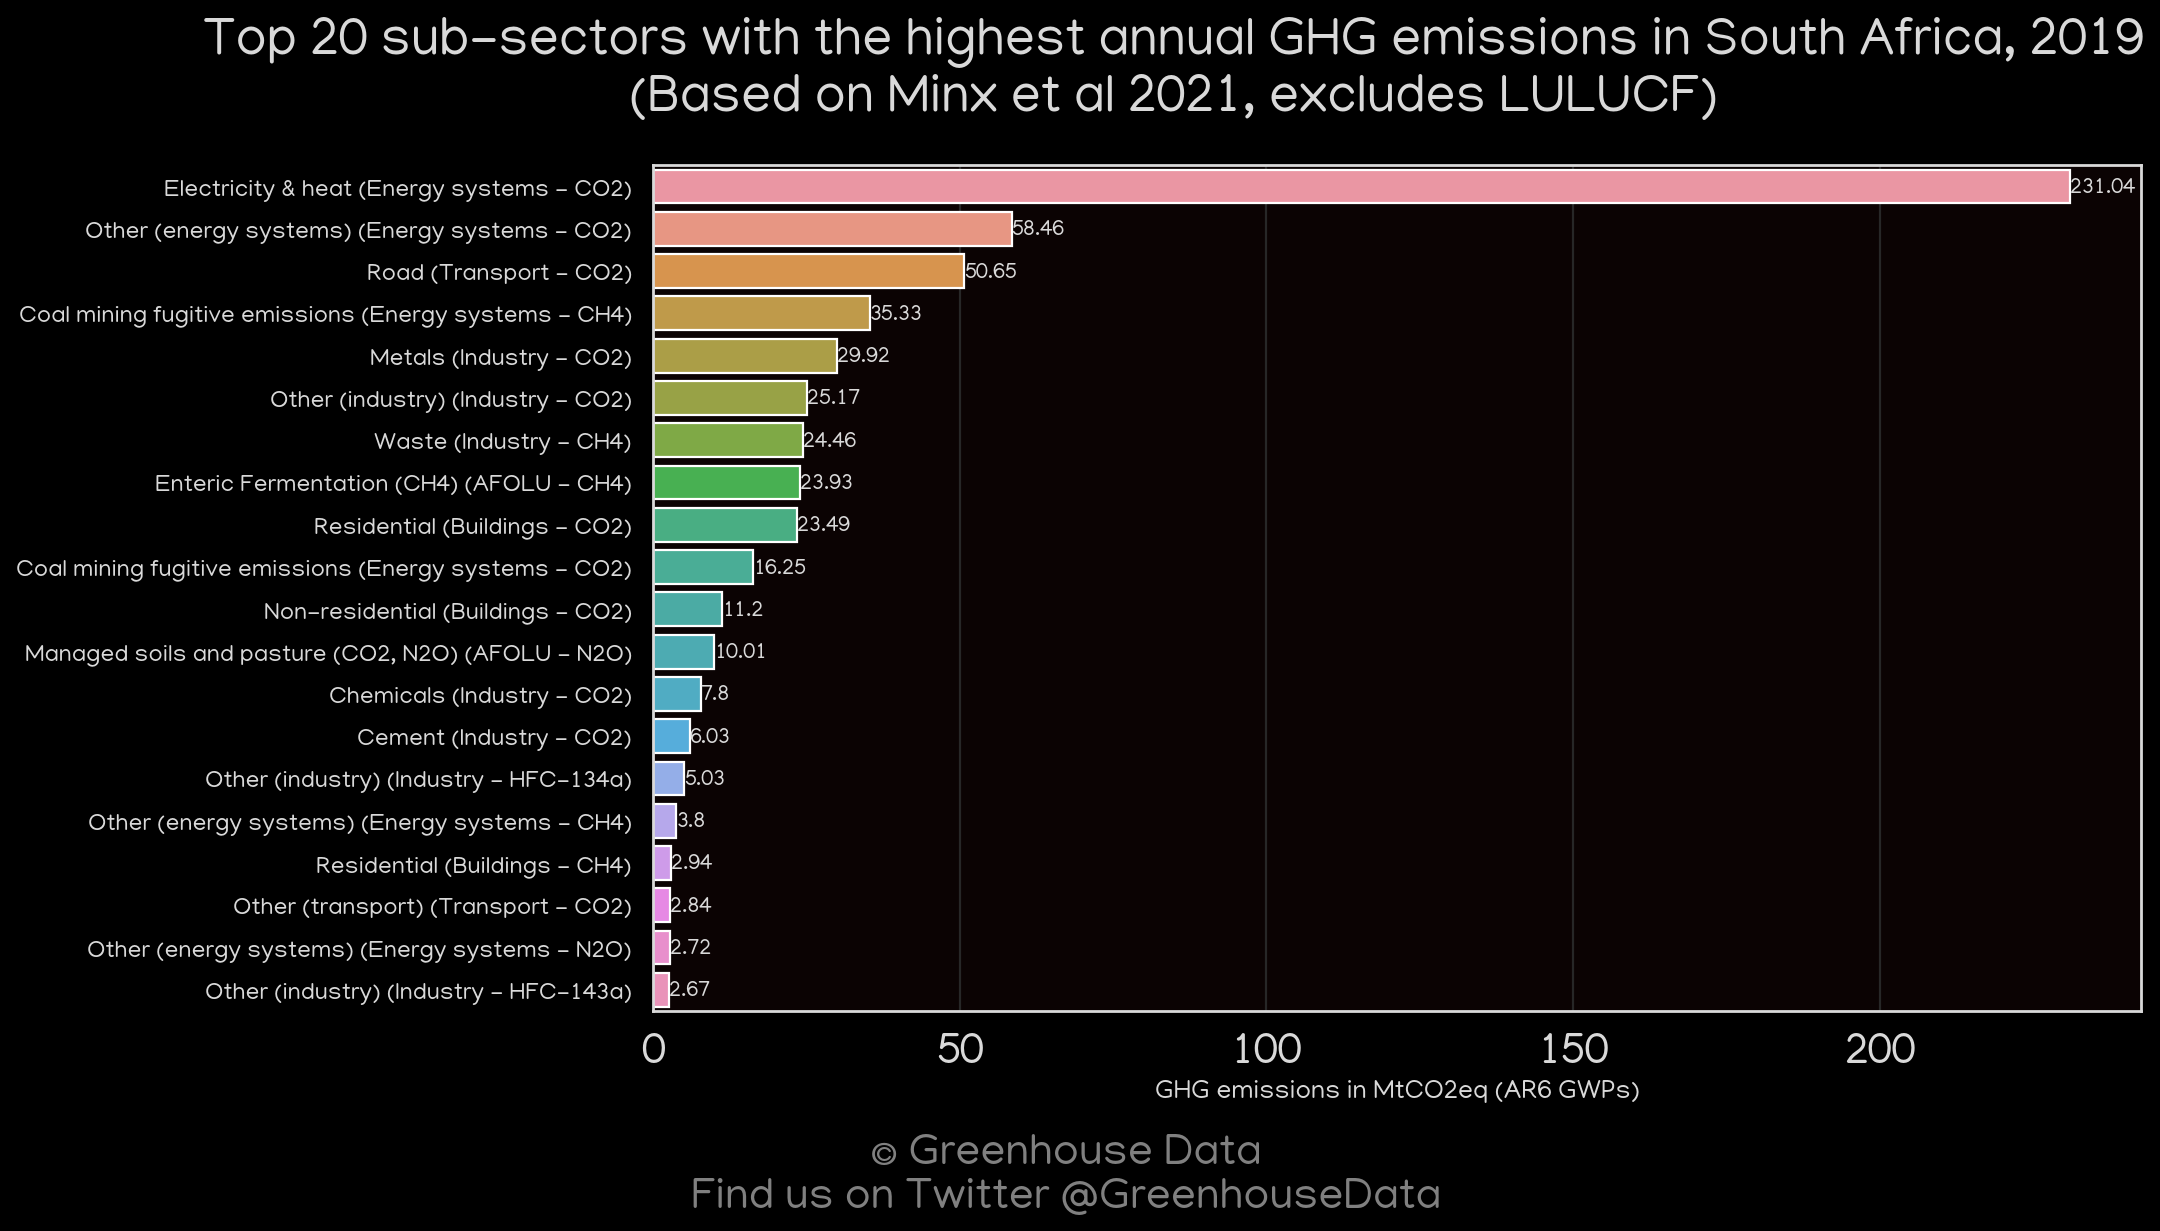 Top 20 sub-sectors with the highest annual GHG emissions in South Africa, 2019
(Based on Minx et al 2021, excludes LULUCF)
Electricity & heat (Energy systems - CO2) 231.04
Other (energy systems) (Energy systems - CO2) 58.46
Road (Transport - CO2) 50.65
Coal mining fugitive emissions (Energy systems - CH4) 35.33
Metals (Industry - CO2) 29.92
Other (industry) (Industry - CO2) 25.17
Waste (Industry - CH4) 24.46
Enteric Fermentation (CH4) (AFOLU - CH4) 23.93
Residential (Buildings - CO2) 23.49
Coal mining fugitive emissions (Energy systems - CO2) 16.25
Non-residential (Buildings - CO2) 11.2
Managed soils and pasture (CO2, N2O) (AFOLU - N2O) 10.01
Chemicals (Industry - CO2) 7.8
Cement (Industry - CO2) 6.03
Other (industry) (Industry - HFC-134a) 5.03
Other (energy systems) (Energy systems - CH4) 3.8
Residential (Buildings - CH4) 2.94
Other (transport) (Transport - CO2) 2.84
Other (energy systems) (Energy systems - N2O) 2.72
Other (industry) (Industry - HFC-143a) 2.67
0 50 100 150 200
GHG emissions in MtCO2eq (AR6 GWPs)
© Greenhouse Data
Find us on Twitter @GreenhouseData